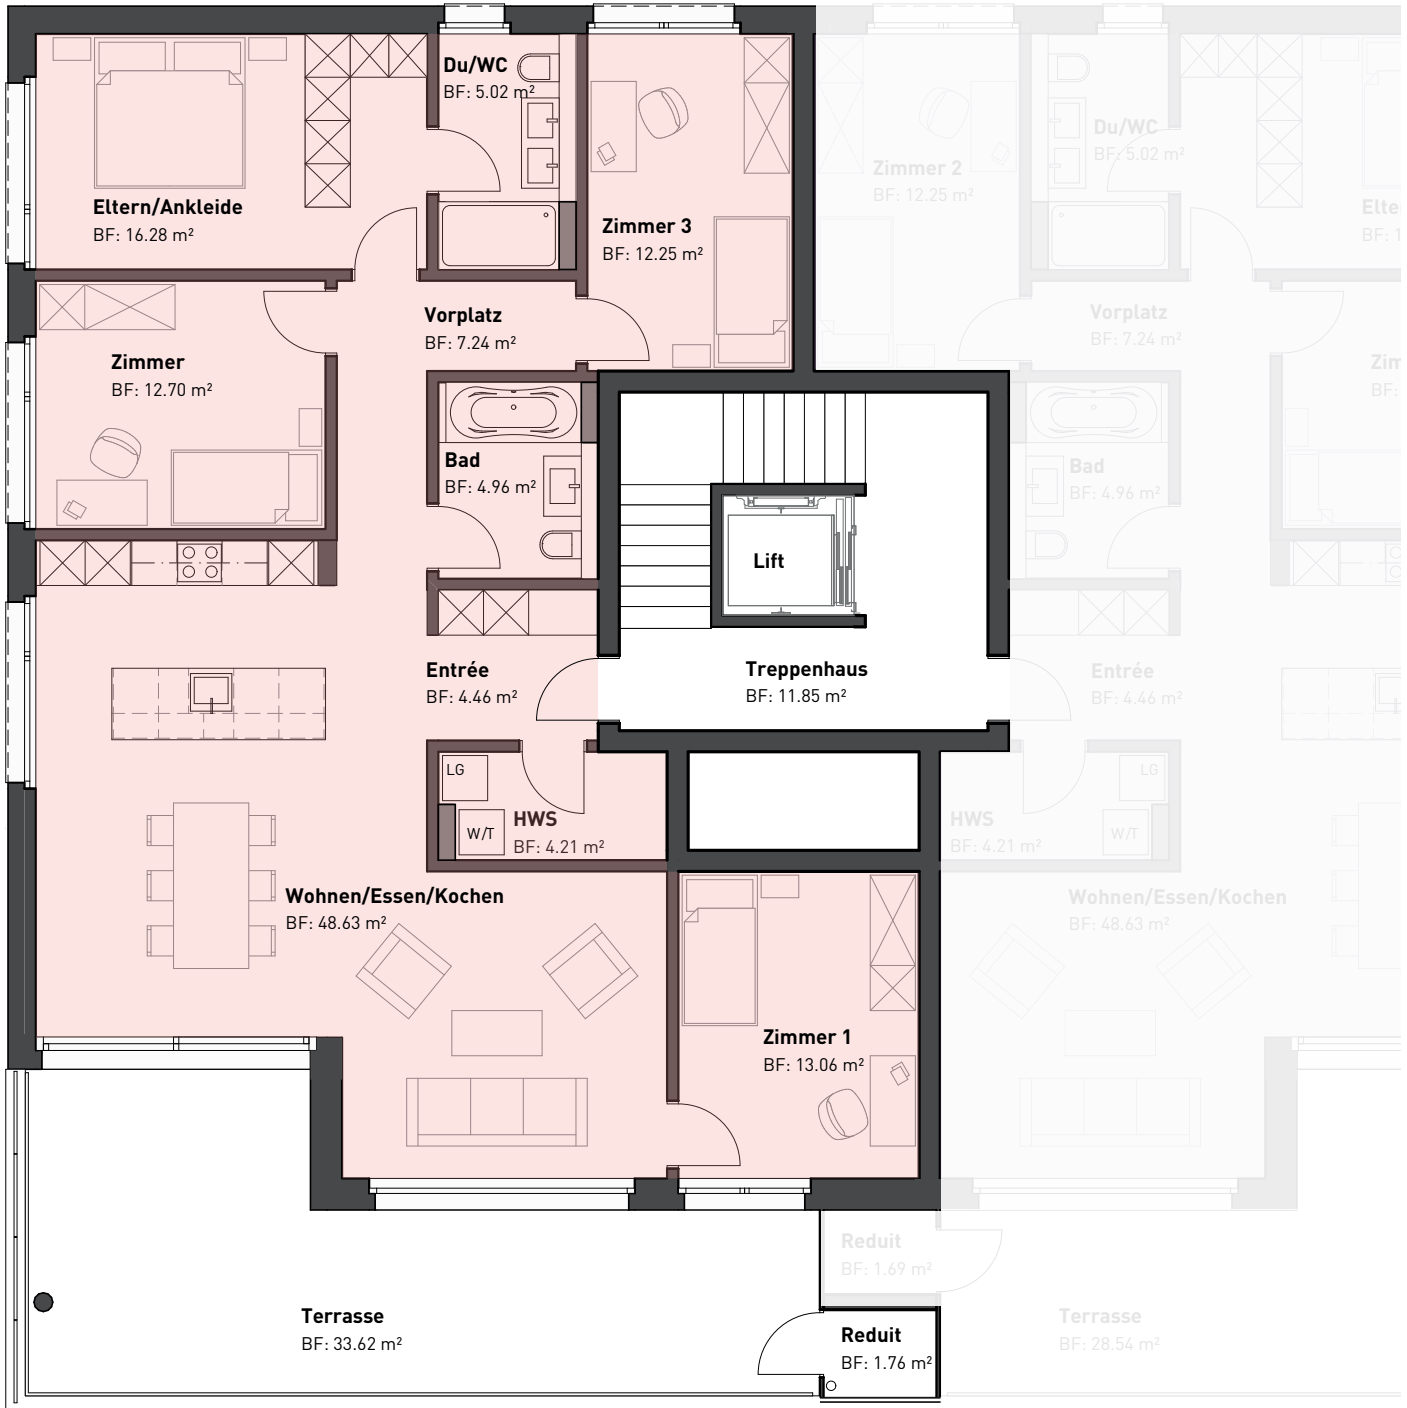 Du/WC
BF: 5.02 m²
Eltern/Ankleide
BF: 16.28 m²
Zimmer 3
BF: 12.25 m²
Zimmer 2
BF: 12.25 m²
Du/WC
BF: 5.02 m²
Elte
BF: 1
Vorplatz
BF: 7.24 m²
Zimmer
BF: 12.70 m²
Vorplatz
BF: 7.24 m²
Zim
BF:
Bad
BF: 4.96 m²
Lift
Bad
BF: 4.96 m²
Entrée
BF: 4.46 m²
Treppenhaus
BF: 11.85 m²
Entrée
BF: 4.46 m²
LG
W/T
HWS
BF: 4.21 m²
HWS
BF: 4.21 m²
LG
W/T
Wohnen/Essen/Kochen
BF: 48.63 m²
Wohnen/Essen/Kochen
BF: 48.63 m²
Zimmer 1
BF: 13.06 m²
Reduit
BF: 1.69 m²
Terrasse
BF: 33.62 m²
Reduit
BF: 1.76 m²
Terrasse
BF: 28.54 m²